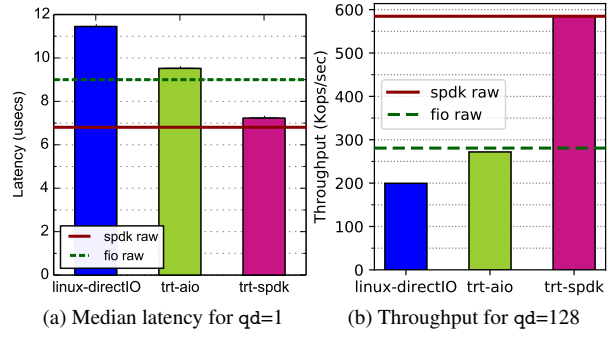 12
10
8
6
4
2
0
Latency (usecs)
spdk raw
fio raw
linux-directIO trt-aio trt-spdk
(a) Median latency for qd=1
600
500
400
300
200
100
0
Throughput (Kops/sec)
spdk raw
fio raw
linux-directIO trt-aio trt-spdk
(b) Throughput for qd=128